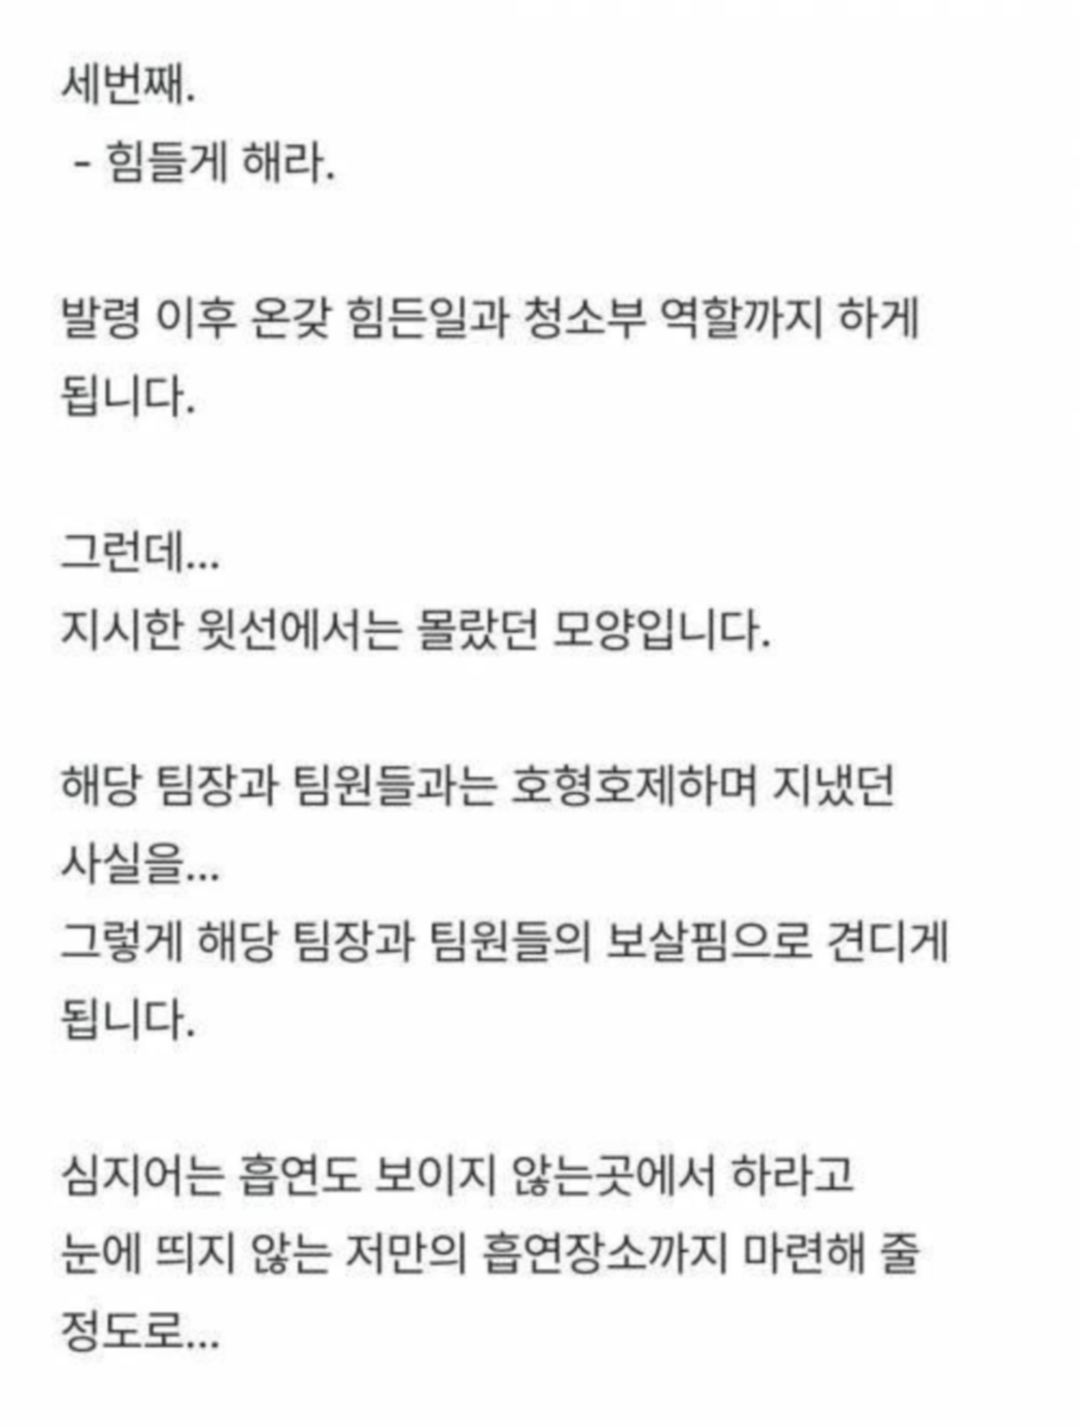 세번째.
- 힘들게 해라.
발령 이후 온갖 힘든일과 청소부 역할까지 하게
됩니다.
그런데...
지시한 윗선에서는 몰랐던 모양입니다.
해당 팀장과 팀원들과는 호형호제하며 지냈던
사실을...
그렇게 해당 팀장과 팀원들의 보살핌으로 견디게
됩니다.
심지어는 흡연도 보이지 않는곳에서 하라고
눈에 띄지 않는 저만의 흡연장소까지 마련해 줄
정도로...